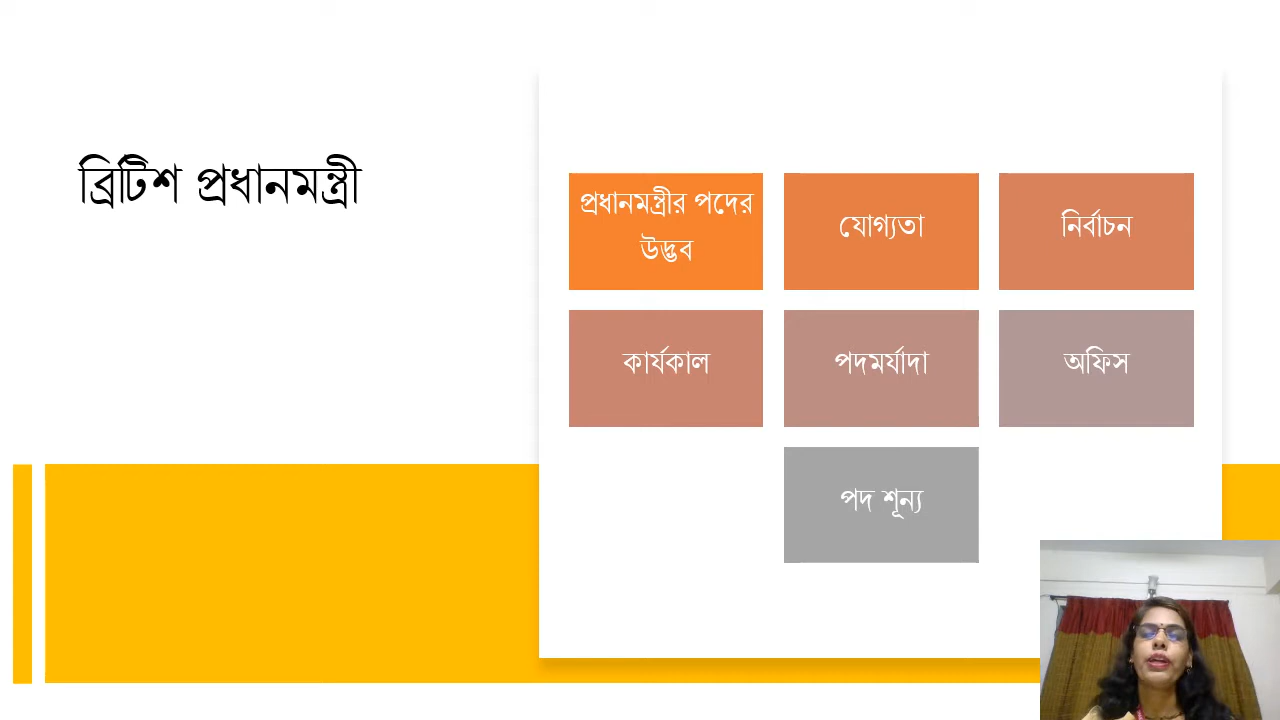 ব্রিটিশ প্রধানমন্ত্রী
প্রধানমন্ত্রীর পদের
উদ্ভব
যোগ্যতা
নির্বাচন
কার্যকাল
পদমর্যাদা
অফিস
পদ শূন্য